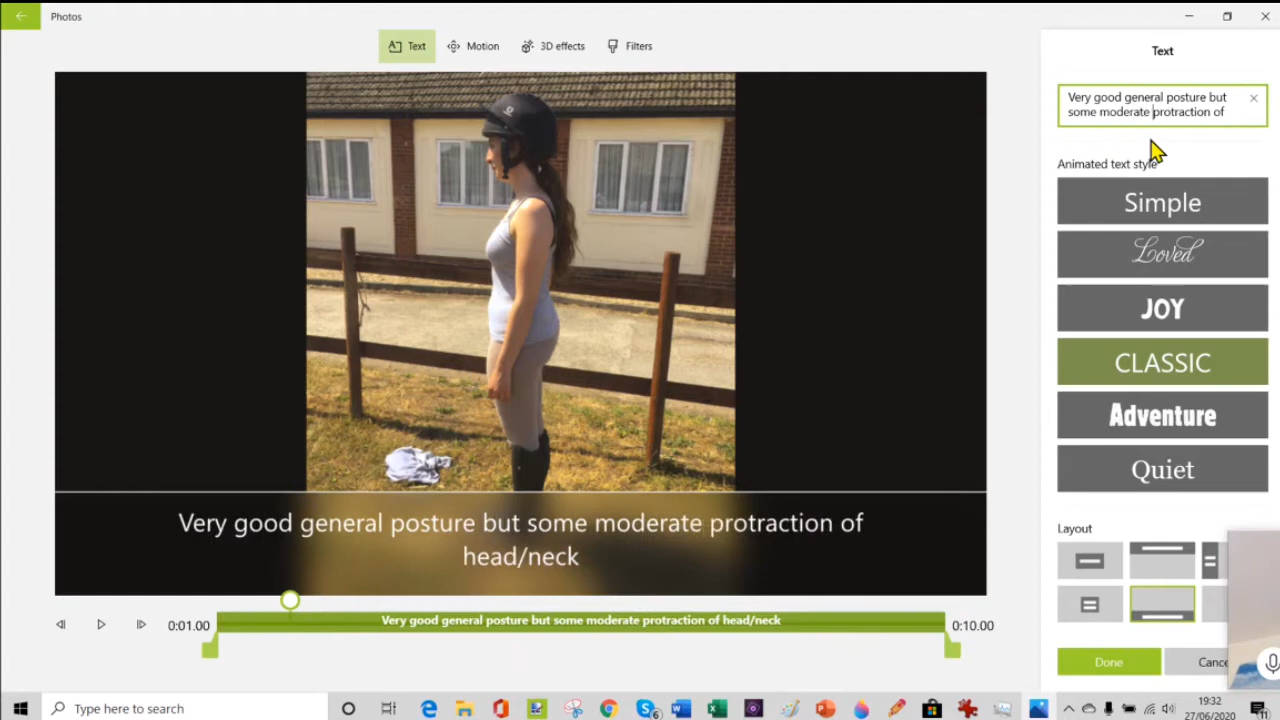 Photos
Text
Motion
3D effects
Filters
Text
Very good general posture but
some moderate protraction of
Animated text style
Simple
Loved
JOY
CLASSIC
Adventure
Quiet
Layout
Very good general posture but some moderate protraction of
head/neck
0:01.00
Very good general posture but some moderate protraction of head/neck
0:10.00
Done
Cance
Type here to search
6
19:32
27/06/2020
11